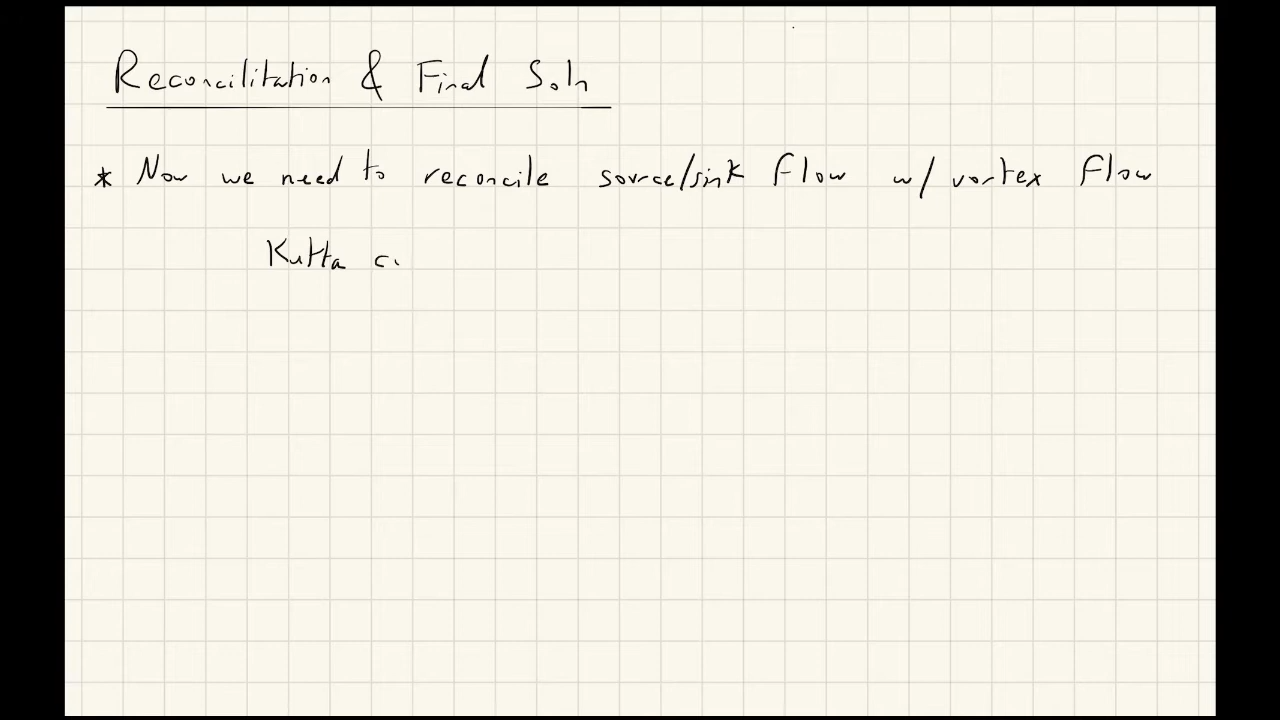 Reconcilitation & Final Soln
* Now we need to reconcile source/sink flow w/ vortex flow
Kutta